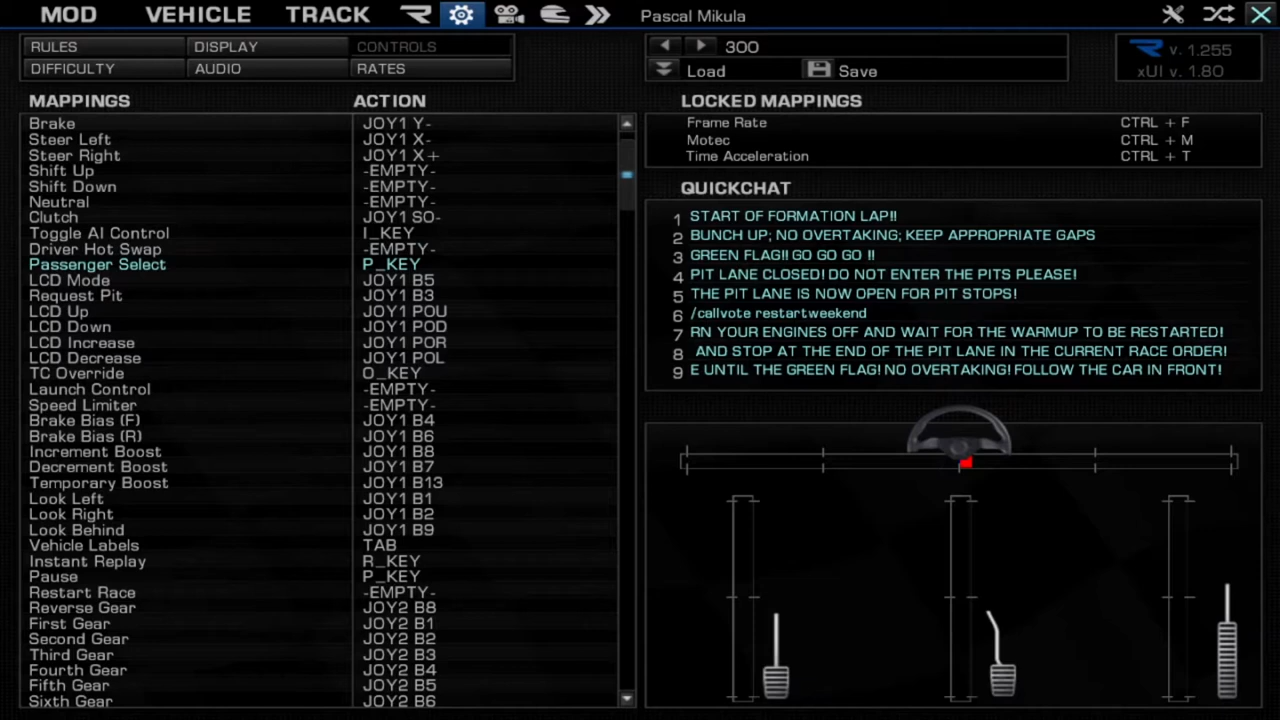 MOD VEHICLE TRACK Pascal Mikula
RULES DISPLAY CONTROLS
DIFFICULTY AUDIO RATES
300
Load Save
v. 1.255
xUI v. 1.80
MAPPINGS ACTION
Brake JOY1 Y-
Steer Left JOY1 X-
Steer Right JOY1 X+
Shift Up -EMPTY-
Shift Down -EMPTY-
Neutral -EMPTY-
Clutch JOY1 SO-
Toggle AI Control I_KEY
Driver Hot Swap -EMPTY-
Passenger Select P_KEY
LCD Mode JOY1 B5
Request Pit JOY1 B3
LCD Up JOY1 POU
LCD Down JOY1 POD
LCD Increase JOY1 POR
LCD Decrease JOY1 POL
TC Override O_KEY
Launch Control -EMPTY-
Speed Limiter -EMPTY-
Brake Bias (F) JOY1 B4
Brake Bias (R) JOY1 B6
Increment Boost JOY1 B8
Decrement Boost JOY1 B7
Temporary Boost JOY1 B13
Look Left JOY1 B1
Look Right JOY1 B2
Look Behind JOY1 B9
Vehicle Labels TAB
Instant Replay R_KEY
Pause P_KEY
Restart Race -EMPTY-
Reverse Gear JOY2 B8
First Gear JOY2 B1
Second Gear JOY2 B2
Third Gear JOY2 B3
Fourth Gear JOY2 B4
Fifth Gear JOY2 B5
Sixth Gear JOY2 B6
LOCKED MAPPINGS
Frame Rate CTRL + F
Motec CTRL + M
Time Acceleration CTRL + T
QUICKCHAT
1 START OF FORMATION LAP!!
2 BUNCH UP; NO OVERTAKING; KEEP APPROPRIATE GAPS
3 GREEN FLAG!! GO GO GO !!
4 PIT LANE CLOSED! DO NOT ENTER THE PITS PLEASE!
5 THE PIT LANE IS NOW OPEN FOR PIT STOPS!
6 /callvote restartweekend
7 RN YOUR ENGINES OFF AND WAIT FOR THE WARMUP TO BE RESTARTED!
8 AND STOP AT THE END OF THE PIT LANE IN THE CURRENT RACE ORDER!
9 E UNTIL THE GREEN FLAG! NO OVERTAKING! FOLLOW THE CAR IN FRONT!